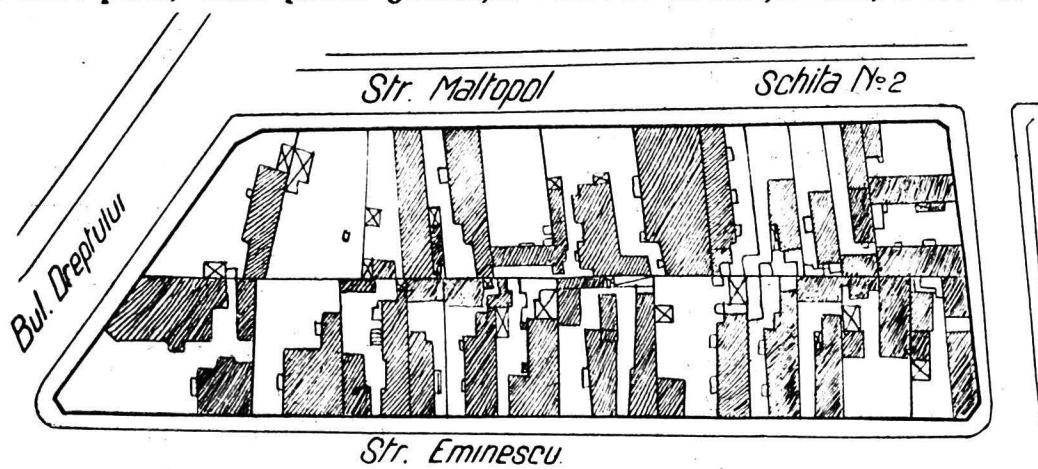 Str. Maltopol
Schita No 2
Bul. Dreptului
Str. Eminescu.